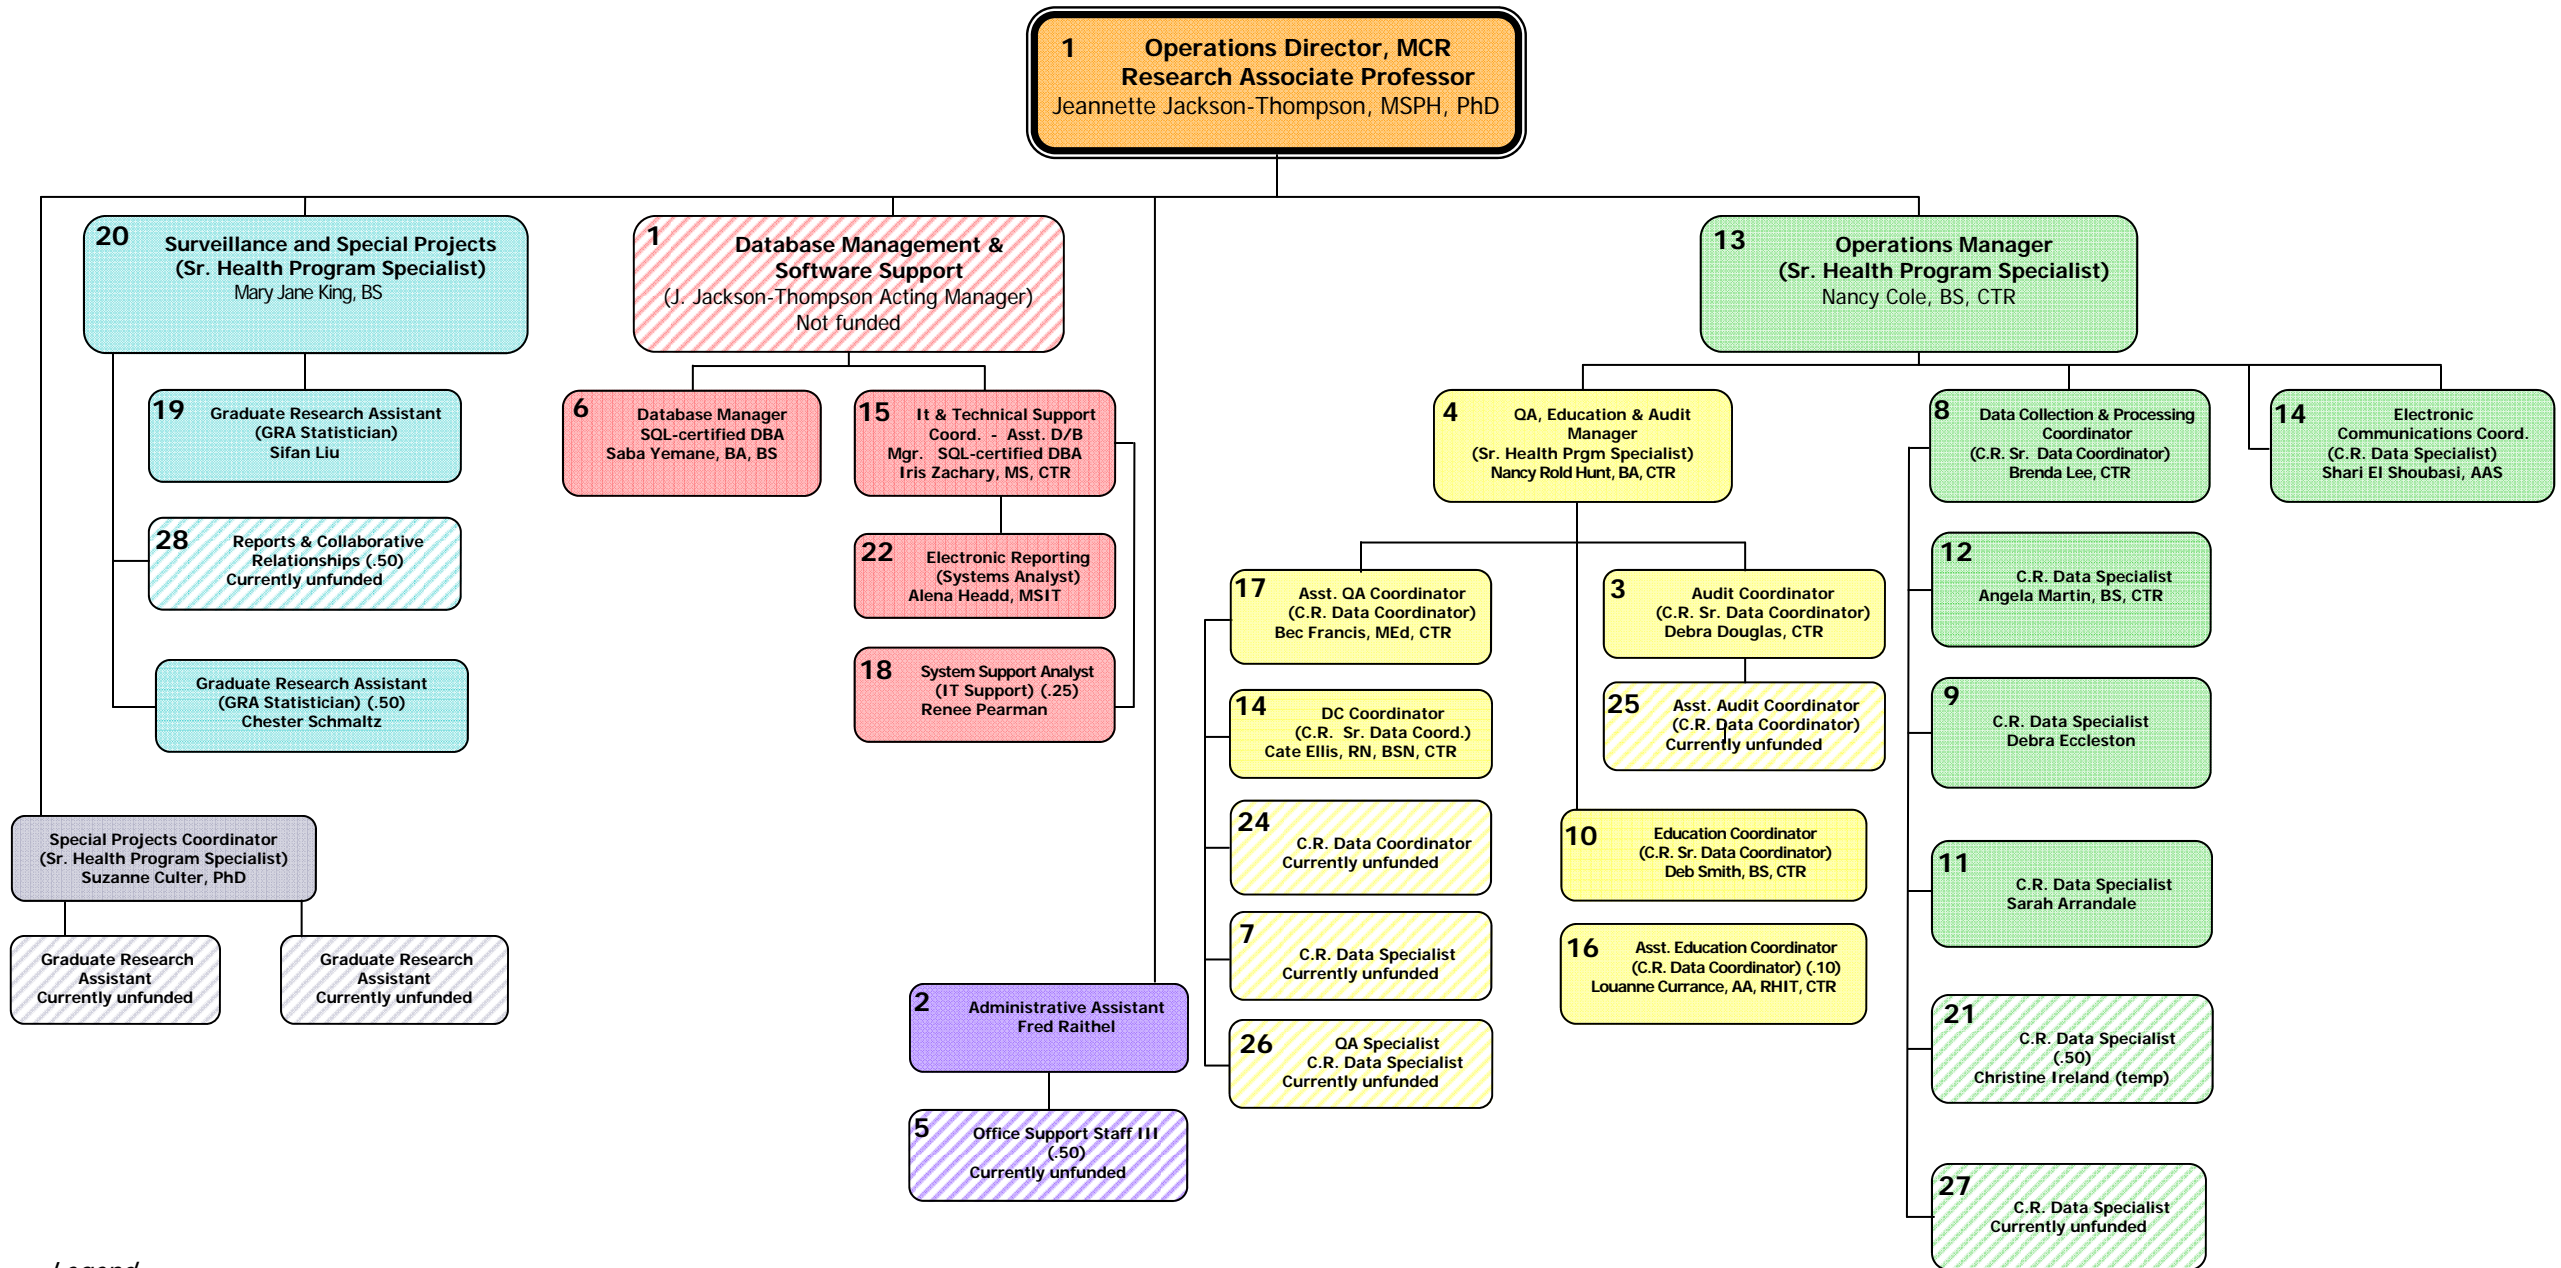 1 Operations Director, MCR
Research Associate Professor
Jeannette Jackson-Thompson, MSPH, PhD
20 Surveillance and Special Projects
(Sr. Health Program Specialist)
Mary Jane King, BS
1 Database Management &
Software Support
(J. Jackson-Thompson Acting Manager)
Not funded
13 Operations Manager
(Sr. Health Program Specialist)
Nancy Cole, BS, CTR
19 Graduate Research Assistant
(GRA Statistician)
Sifan Liu
28 Reports & Collaborative
Relationships (.50)
Currently unfunded
Graduate Research Assistant
(GRA Statistician) (.50)
Chester Schmaltz
Special Projects Coordinator
(Sr. Health Program Specialist)
Suzanne Culter, PhD
Graduate Research
Assistant
Currently unfunded
Graduate Research
Assistant
Currently unfunded
6 Database Manager
SQL-certified DBA
Saba Yemane, BA, BS
15 It & Technical Support
Coord. - Asst. D/B
Mgr. SQL-certified DBA
Iris Zachary, MS, CTR
22 Electronic Reporting
(Systems Analyst)
Alena Headd, MSIT
18 System Support Analyst
(IT Support) (.25)
Renee Pearman
2 Administrative Assistant
Fred Raithel
5 Office Support Staff III
(.50)
Currently unfunded
4 QA, Education & Audit
Manager
(Sr. Health Prgm Specialist)
Nancy Rold Hunt, BA, CTR
17 Asst. QA Coordinator
(C.R. Data Coordinator)
Bec Francis, MEd, CTR
14 DC Coordinator
(C.R. Sr. Data Coord.)
Cate Ellis, RN, BSN, CTR
24 C.R. Data Coordinator
Currently unfunded
7 C.R. Data Specialist
Currently unfunded
26 QA Specialist
C.R. Data Specialist
Currently unfunded
3 Audit Coordinator
(C.R. Sr. Data Coordinator)
Debra Douglas, CTR
25 Asst. Audit Coordinator
(C.R. Data Coordinator)
Currently unfunded
10 Education Coordinator
(C.R. Sr. Data Coordinator)
Deb Smith, BS, CTR
16 Asst. Education Coordinator
(C.R. Data Coordinator) (.10)
Louanne Currance, AA, RHIT, CTR
8 Data Collection & Processing
Coordinator
(C.R. Sr. Data Coordinator)
Brenda Lee, CTR
12 C.R. Data Specialist
Angela Martin, BS, CTR
9 C.R. Data Specialist
Debra Eccleston
11 C.R. Data Specialist
Sarah Arrandale
21 C.R. Data Specialist
(.50)
Christine Ireland (temp)
27 C.R. Data Specialist
Currently unfunded
14 Electronic
Communications Coord.
(C.R. Data Specialist)
Shari El Shoubasi, AAS
Legend